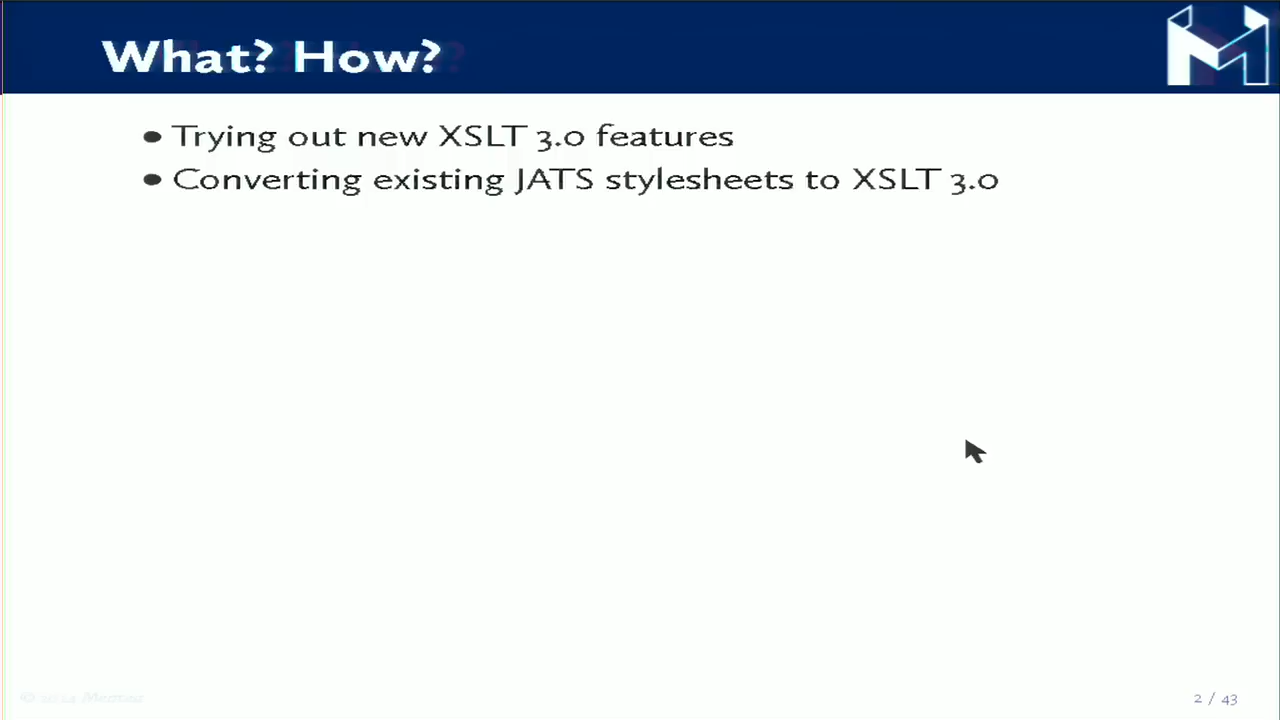 What? How?
• Trying out new XSLT 3.0 features
• Converting existing JATS stylesheets to XSLT 3.0
2 / 43